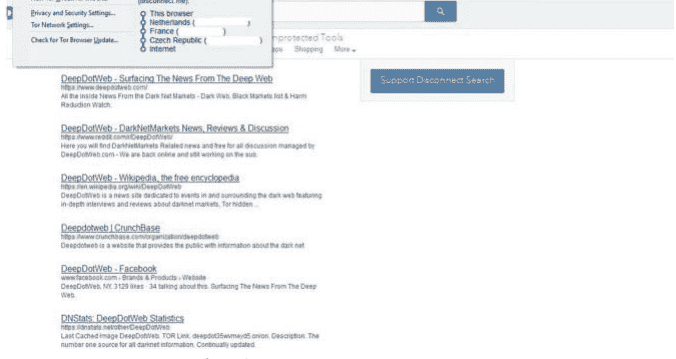 (disconnect.me):
Privacy and Security Settings...
This browser
Tor Network Settings...
Netherlands ( )
France ( )
Check for Tor Browser Update...
Czech Republic ( )
Internet
nprotected Tools
aps Shopping More
Support Disconnect Search
DeepDotWeb - Surfacing The News From The Deep Web
https://www.deepdotweb.com/
All the inside News From the Dark Net Markets - Dark Web, Black Markets list & Harm
Reduction Watch.
DeepDotWeb - DarkNetMarkets News, Reviews & Discussion
https://www.reddit.com/r/DeepDotWeb/
Here you will find DarkNetMarkets Related news and free for all discussion managed by
DeepDotWeb.com - We are back online and still working on the sub.
DeepDotWeb - Wikipedia, the free encyclopedia
https://en.wikipedia.org/wiki/DeepDotWeb
DeepDotWeb is a news site dedicated to events in and surrounding the dark web featuring
in-depth interviews and reviews about darknet markets, Tor hidden ...
Deepdotweb | CrunchBase
https://www.crunchbase.com/organization/deepdotweb
Deepdotweb is a website that provides the public with information about the dark net
DeepDotWeb - Facebook
www.facebook.com › Brands & Products › Website
DeepDotWeb, NY. 3129 likes · 34 talking about this. Surfacing The News From The Deep
Web.
DNStats: DeepDotWeb Statistics
https://dnstats.net/other/DeepDotWeb
Last Cached Image DeepDotWeb. TOR Link. deepdot35wvmeyd5.onion. Description. The
number one source for all darknet information. Continually updated.